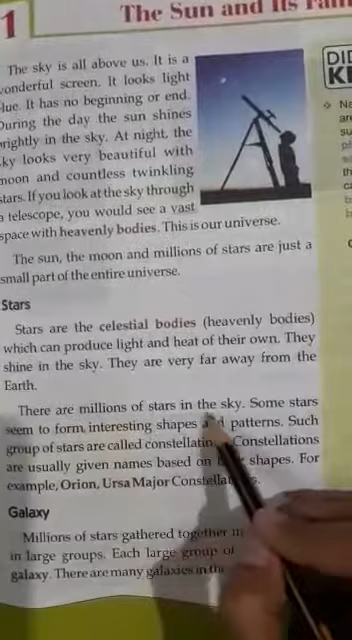 1
The Sun and Its
The sky is all above us. It is a
wonderful screen. It looks light
blue. It has no beginning or end.
During the day the sun shines
brightly in the sky. At night, the
sky looks very beautiful with
moon and countless twinkling
stars. If you look at the sky through
a telescope, you would see a vast
space with heavenly bodies. This is our universe.
The sun, the moon and millions of stars are just a
small part of the entire universe.
Stars
Stars are the celestial bodies (heavenly bodies)
which can produce light and heat of their own. They
shine in the sky. They are very far away from the
Earth.
There are millions of stars in the sky. Some stars
seem to form interesting shapes patterns. Such
group of stars are called Constellations
are usually given names based on shapes. For
example, Orion, Ursa Major
Galaxy
Millions of stars gathered together
in large groups. Each large group of
galaxy. There are many galaxies in the